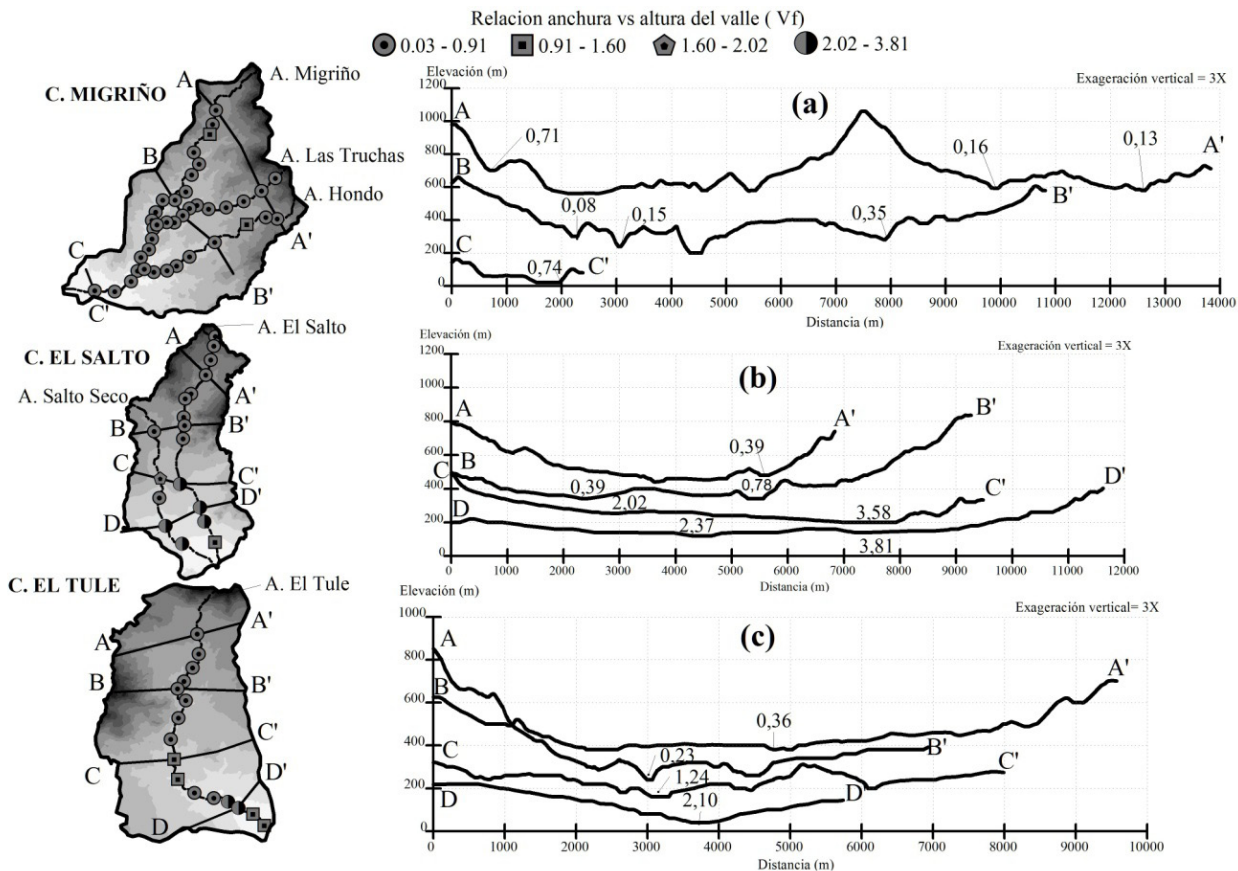 Relacion anchura vs altura del valle ( Vf)
0.03 - 0.91
0.91 - 1.60
1.60 - 2.02
2.02 - 3.81
C. MIGRIÑO
A
A. Migriño
B
A. Las Truchas
A. Hondo
A'
C
B'
C'
Elevación (m)
Exageración vertical = 3X
(a)
1200
1000
800
600
400
200
0
A
0,71
B
0,08
0,15
0,35
0,16
0,13
A'
B'
C
0,74
C'
0
1000
2000
3000
4000
5000
6000
7000
8000
9000
10000
11000
12000
13000
14000
Distancia (m)
C. EL SALTO
A
A. El Salto
A. Salto Seco
A'
B
B'
C
C'
D'
D
Elevación (m)
Exageración vertical = 3X
(b)
1200
1000
800
600
400
200
0
A
0,39
A'
B'
C
B
0,39
0,78
2,02
3,58
C'
D'
D
2,37
3,81
0
1000
2000
3000
4000
5000
6000
7000
8000
9000
10000
11000
12000
Distancia (m)
C. EL TULE
A. El Tule
A
A'
B
B'
C'
C
D'
D
Elevación (m)
Exageración vertical= 3X
(c)
1000
800
600
400
200
0
A
A'
B
0,36
0,23
B'
C
1,24
C'
D
2,10
D'
0
1000
2000
3000
4000
5000
6000
7000
8000
9000
10000
Distancia (m)